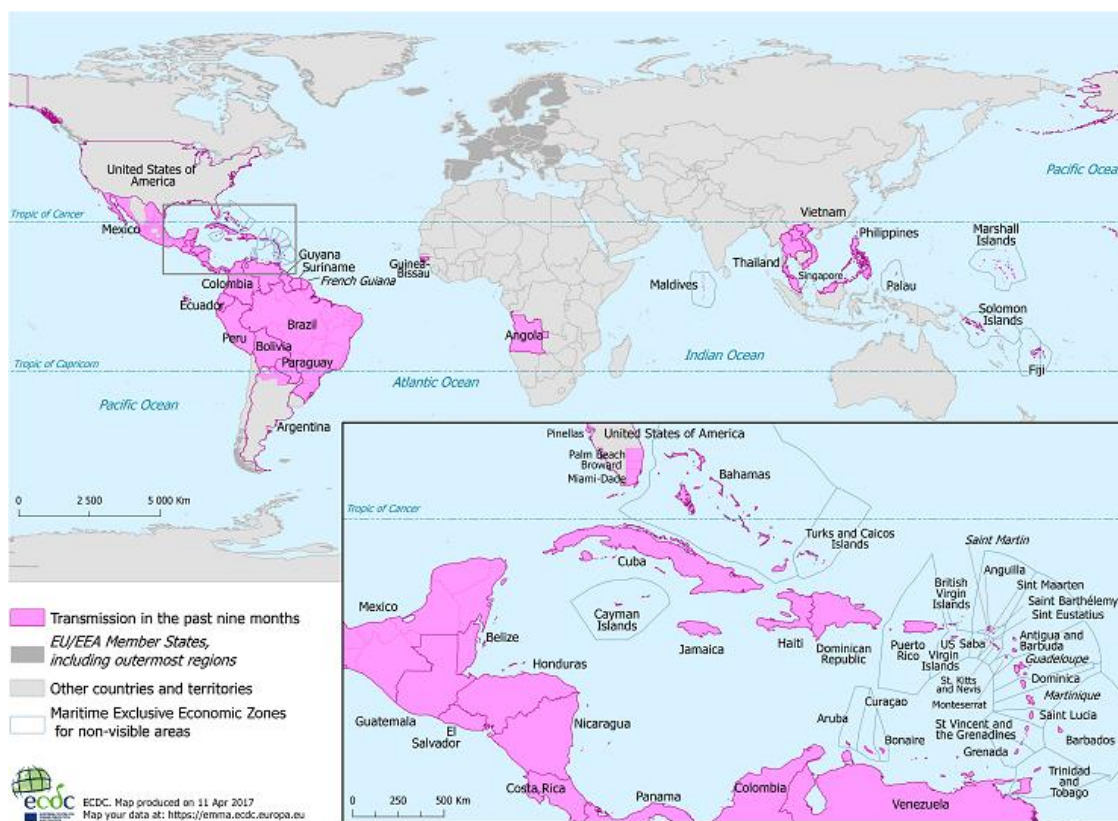 United States of
America
Tropic of Cancer
Mexico
Guyana
Suriname
French Guiana
Colombia
Ecuador
Brazil
Peru
Bolivia
Paraguay
Tropic of Capricorn
Pacific Ocean
Argentina
Atlantic Ocean
Guinea-
Bissau
Angola
Indian Ocean
Maldives
Vietnam
Thailand
Singapore
Philippines
Palau
Pacific Ocea
Marshall
Islands
Solomon
Islands
Fiji
0 2 500 5 000 Km
Pinellas
United States of America
Palm Beach
Broward
Miami-Dade
Bahamas
Tropic of Cancer
Turks and Caicos
Islands
Cuba
Cayman
Islands
Mexico
Belize
Jamaica
Haiti
Dominican
Republic
Honduras
Guatemala
El
Salvador
Nicaragua
Costa Rica
Panama
Colombia
Venezuela
Saint Martin
Anguilla
British
Virgin
Islands
Sint Maarten
Saint Barthélemy
Sint Eustatius
Puerto
Rico
US
Virgin
Islands
Saba
Antigua and
Barbuda
Guadeloupe
St. Kitts
and Nevis
Dominica
Montserrat
Martinique
Saint Lucia
St Vincent and
the Grenadines
Barbados
Grenada
Aruba
Curaçao
Bonaire
Trinidad
and
Tobago
0 250 500 Km
Transmission in the past nine months
EU/EEA Member States,
including outermost regions
Other countries and territories
Maritime Exclusive Economic Zones
for non-visible areas
ecdc
ECDC. Map produced on 11 Apr 2017
Map your data at: https://emma.ecdc.europa.eu